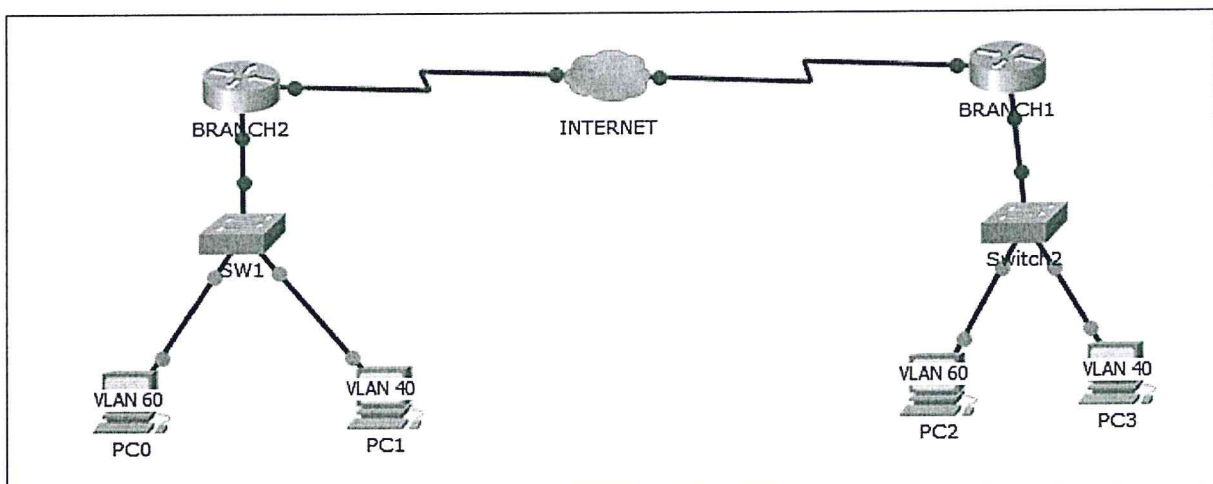 BRANCH2
INTERNET
BRANCH1
SW1
Switch2
VLAN 60
PC0
VLAN 40
PC1
VLAN 60
PC2
VLAN 40
PC3